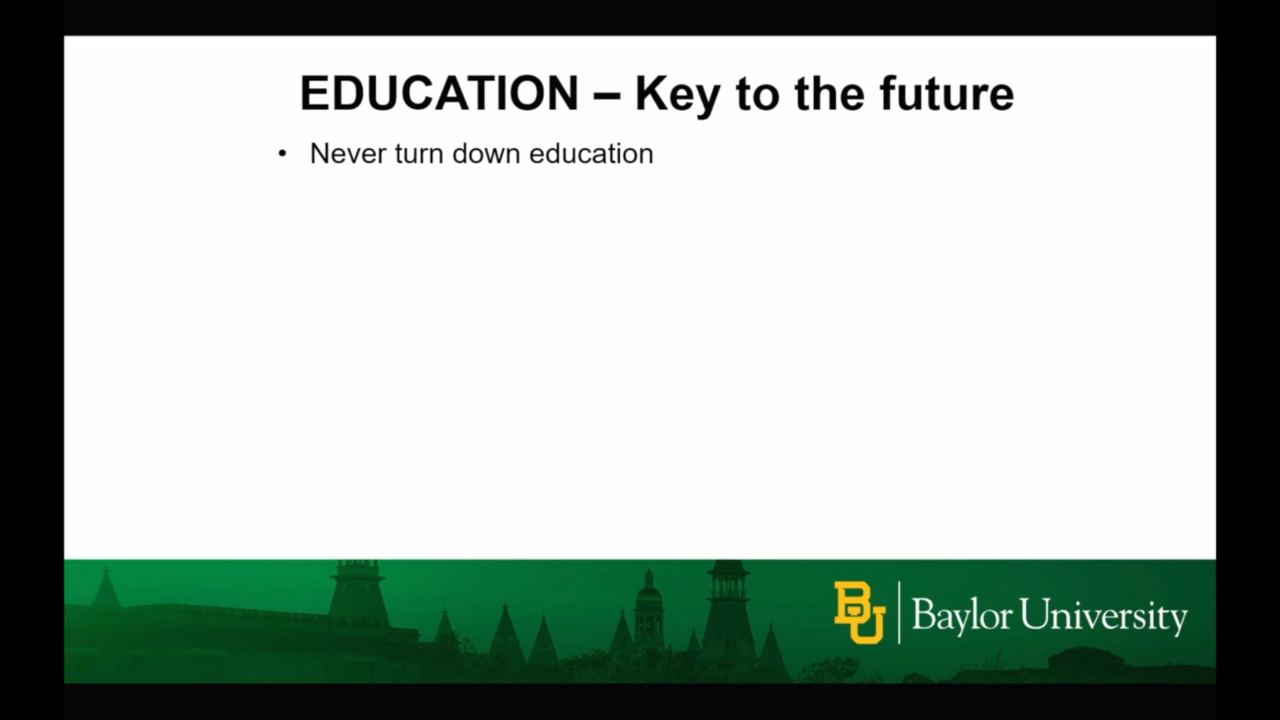 EDUCATION – Key to the future
• Never turn down education
BU | Baylor University